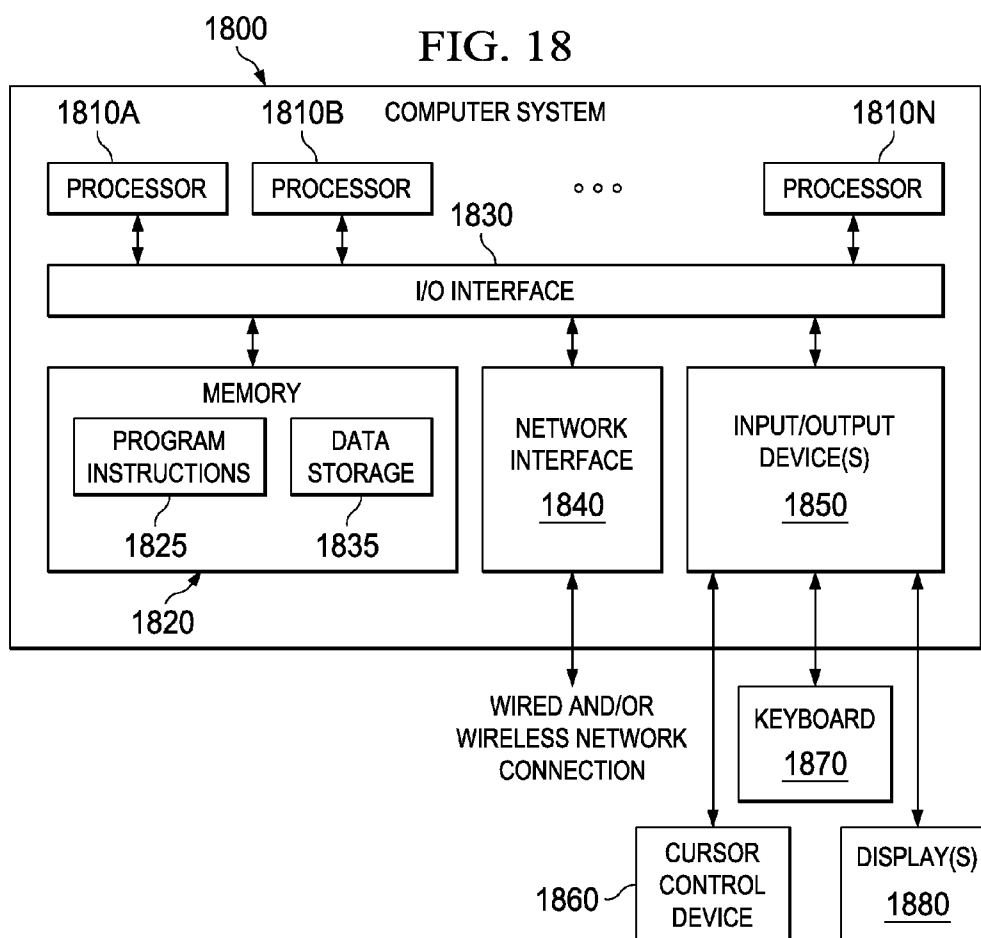 FIG. 18
1800
COMPUTER SYSTEM
1810A
1810B
1810N
PROCESSOR
PROCESSOR
PROCESSOR
1830
I/O INTERFACE
MEMORY
PROGRAM
INSTRUCTIONS
1825
DATA
STORAGE
1835
1820
NETWORK
INTERFACE
1840
INPUT/OUTPUT
DEVICE(S)
1850
WIRED AND/OR
WIRELESS NETWORK
CONNECTION
KEYBOARD
1870
1860
CURSOR
CONTROL
DEVICE
DISPLAY(S)
1880